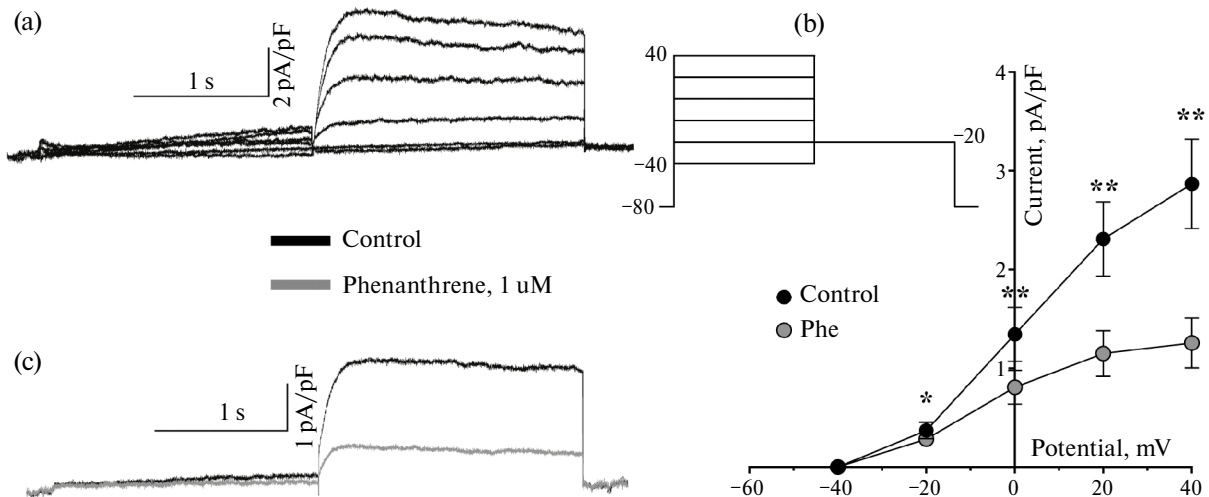 (a)
1 s
2 pA/pF
40
−40
−80
−20
(b)
Current, pA/pF
4
3
2
1
**
**
**
*
Control
Phenanthrene, 1 uM
Control
Phe
(c)
1 s
1 pA/pF
Potential, mV
−60
−40
−20
0
20
40